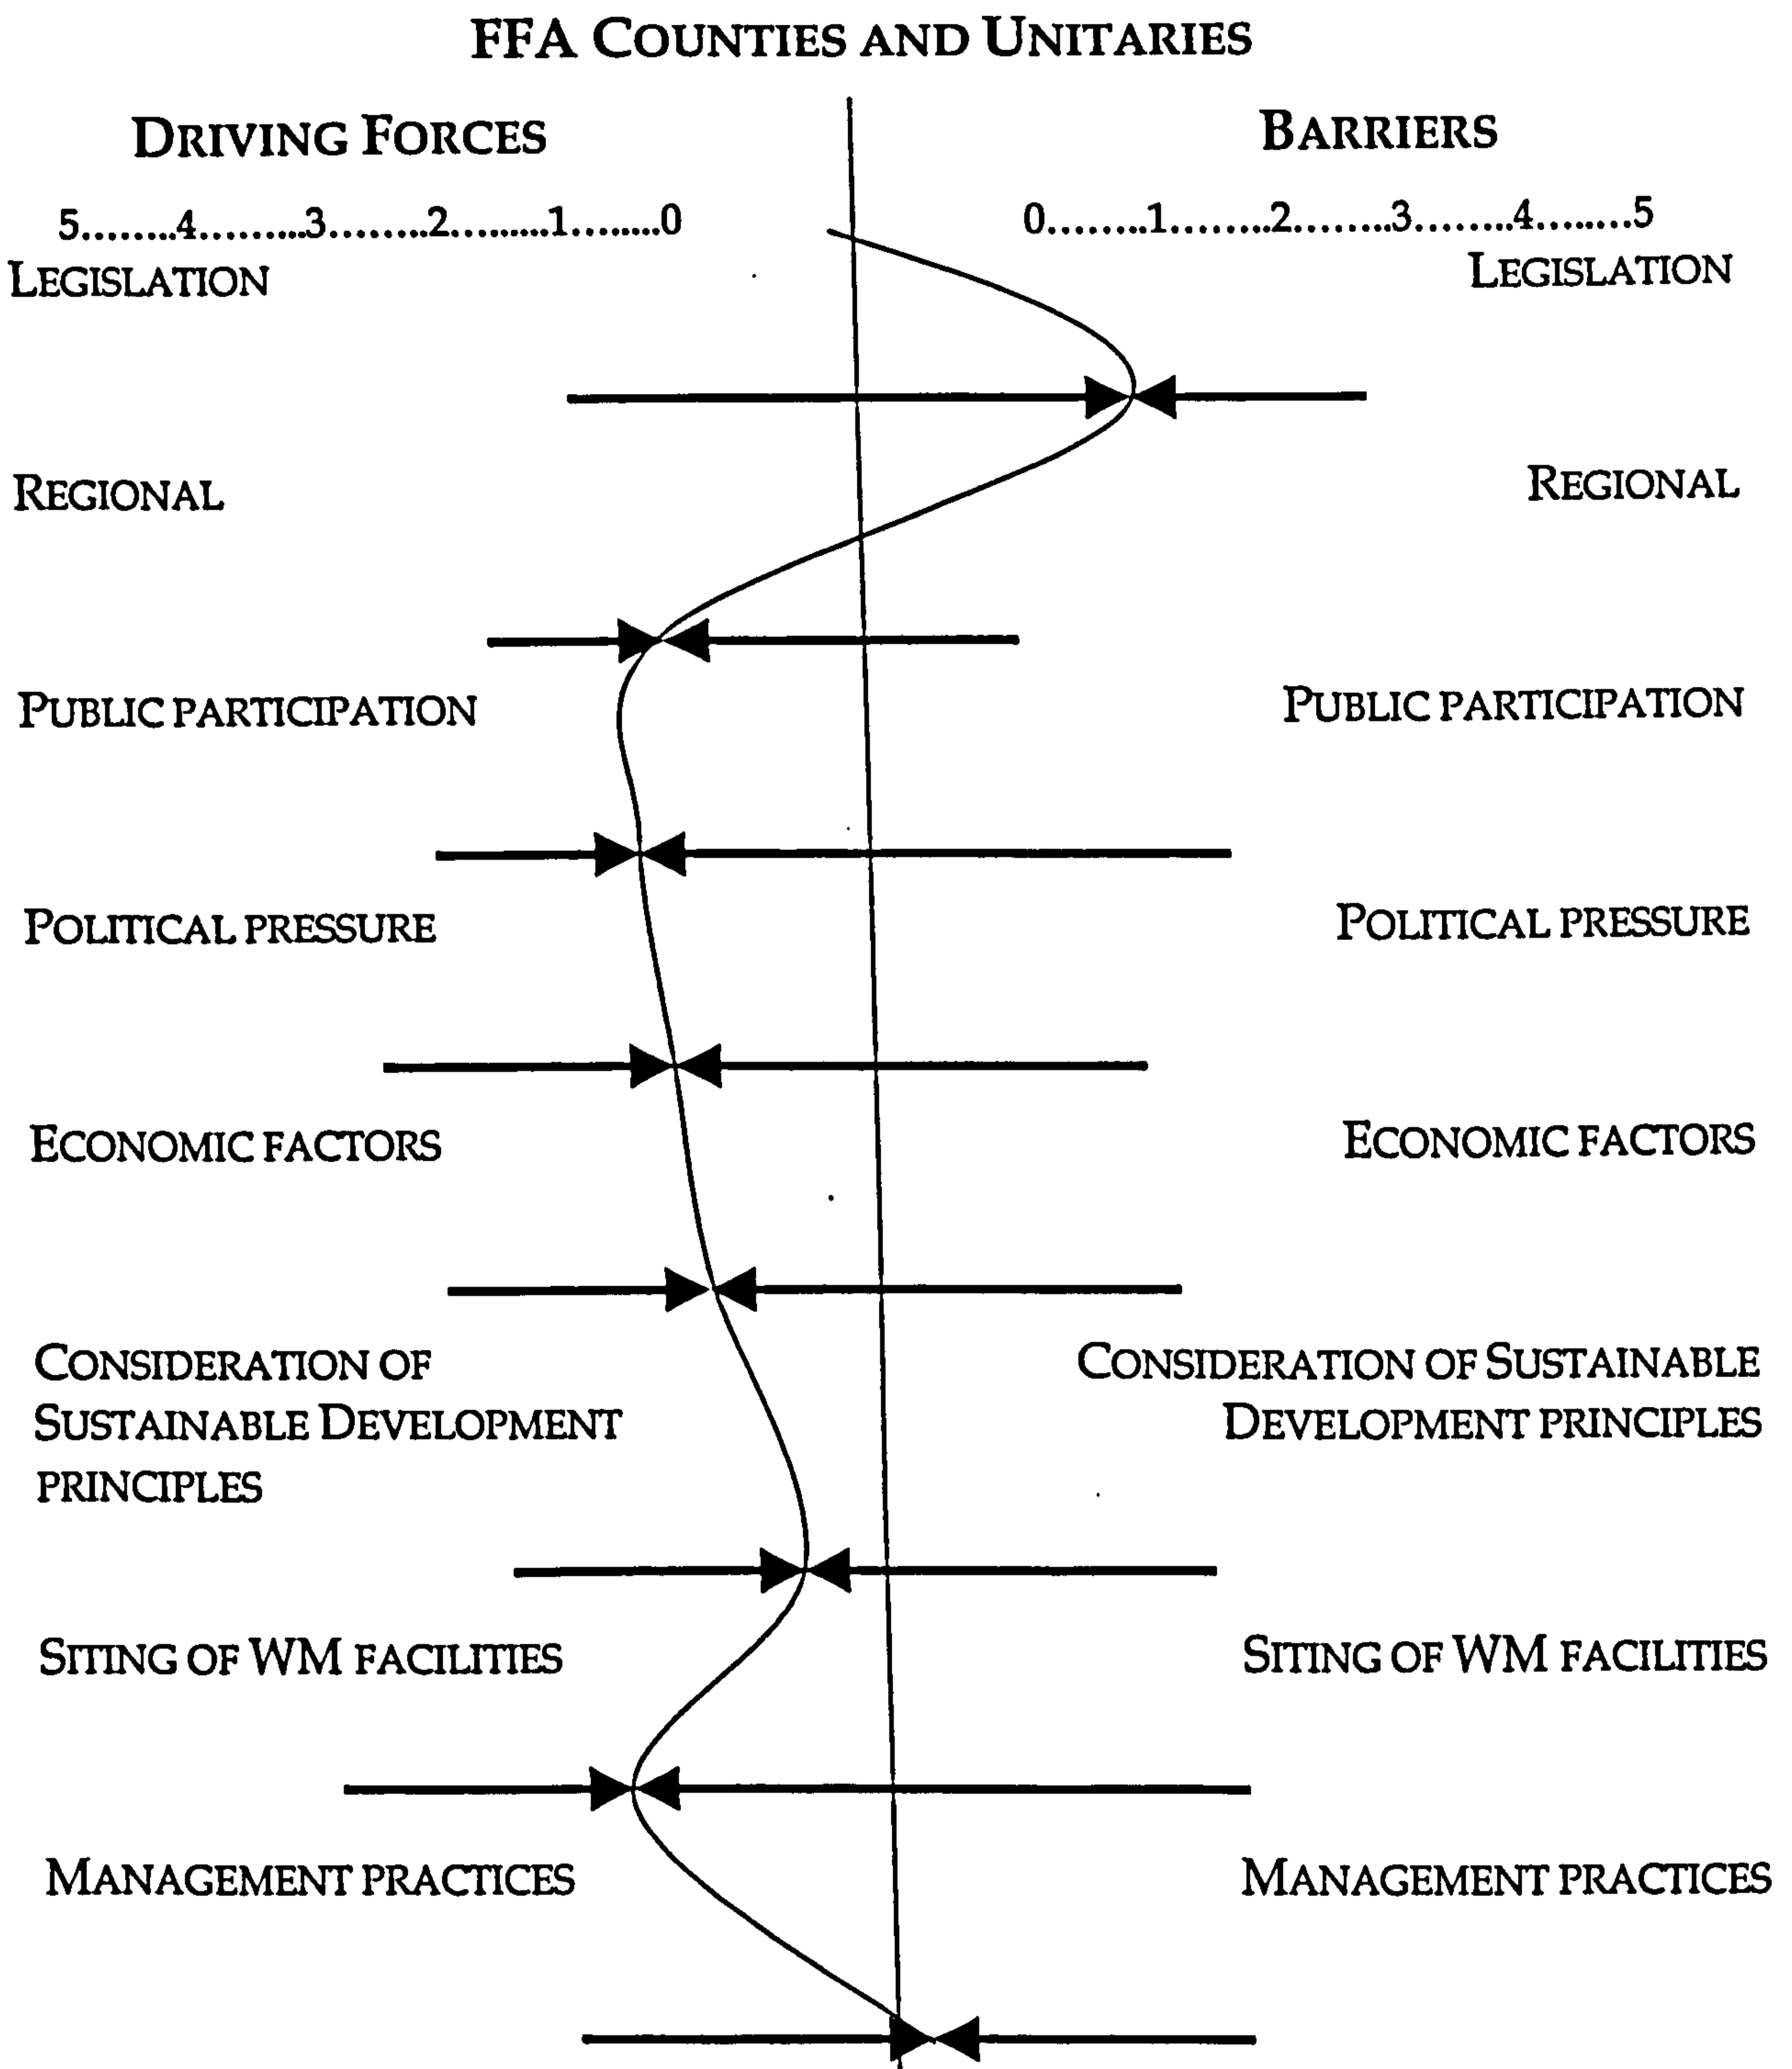 FFA COUNTIES AND UNITARIES
DRIVING FORCES
BARRIERS
5........4.........3........2.........1........0
0........1........2........3........4........5
LEGISLATION
LEGISLATION
REGIONAL
REGIONAL
PUBLIC PARTICIPATION
PUBLIC PARTICIPATION
POLITICAL PRESSURE
POLITICAL PRESSURE
ECONOMIC FACTORS
ECONOMIC FACTORS
CONSIDERATION OF
SUSTAINABLE DEVELOPMENT
PRINCIPLES
CONSIDERATION OF SUSTAINABLE
DEVELOPMENT PRINCIPLES
SITING OF WM FACILITIES
SITING OF WM FACILITIES
MANAGEMENT PRACTICES
MANAGEMENT PRACTICES